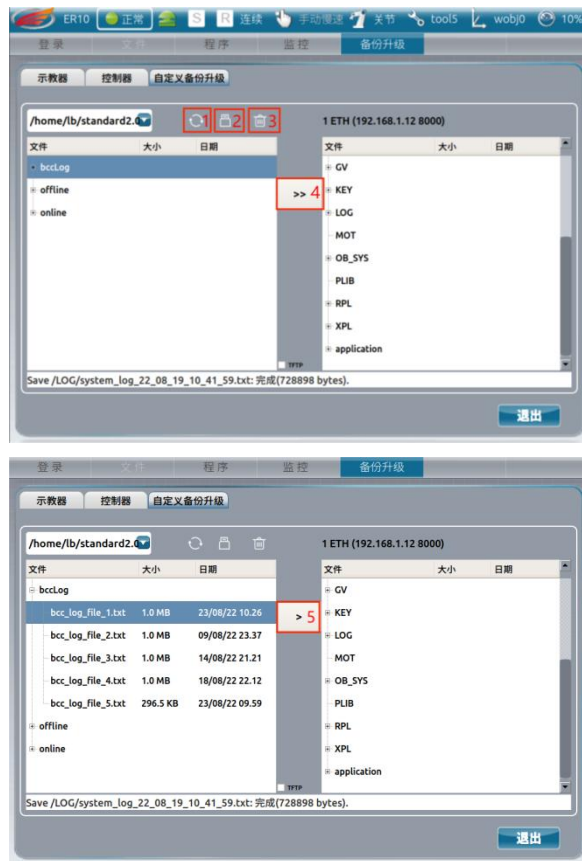 ER10 正常 S R 连续 手动慢速 关节 tool5 wobj0 10%
登录 文件 程序 监控 备份升级
示教器 控制器 自定义备份升级
/home/lb/standard2.0 1 2 3 1 ETH (192.168.1.12 8000)
文件 大小 日期 文件 大小 日期
bccLog GV
offline >> 4 KEY
online LOG
MOT
OB_SYS
PLIB
RPL
XPL
application
TFTP
Save /LOG/system_log_22_08_19_10_41_59.txt: 完成(728898 bytes).
退出
登录 文件 程序 监控 备份升级
示教器 控制器 自定义备份升级
/home/lb/standard2.0 1 ETH (192.168.1.12 8000)
文件 大小 日期 文件 大小 日期
bccLog GV
bcc_log_file_1.txt 1.0 MB 23/08/22 10.26 > 5 KEY
bcc_log_file_2.txt 1.0 MB 09/08/22 23.37 LOG
bcc_log_file_3.txt 1.0 MB 14/08/22 21.21 MOT
bcc_log_file_4.txt 1.0 MB 18/08/22 22.12 OB_SYS
bcc_log_file_5.txt 296.5 KB 23/08/22 09.59 PLIB
offline RPL
online XPL
application
TFTP
Save /LOG/system_log_22_08_19_10_41_59.txt: 完成(728898 bytes).
退出